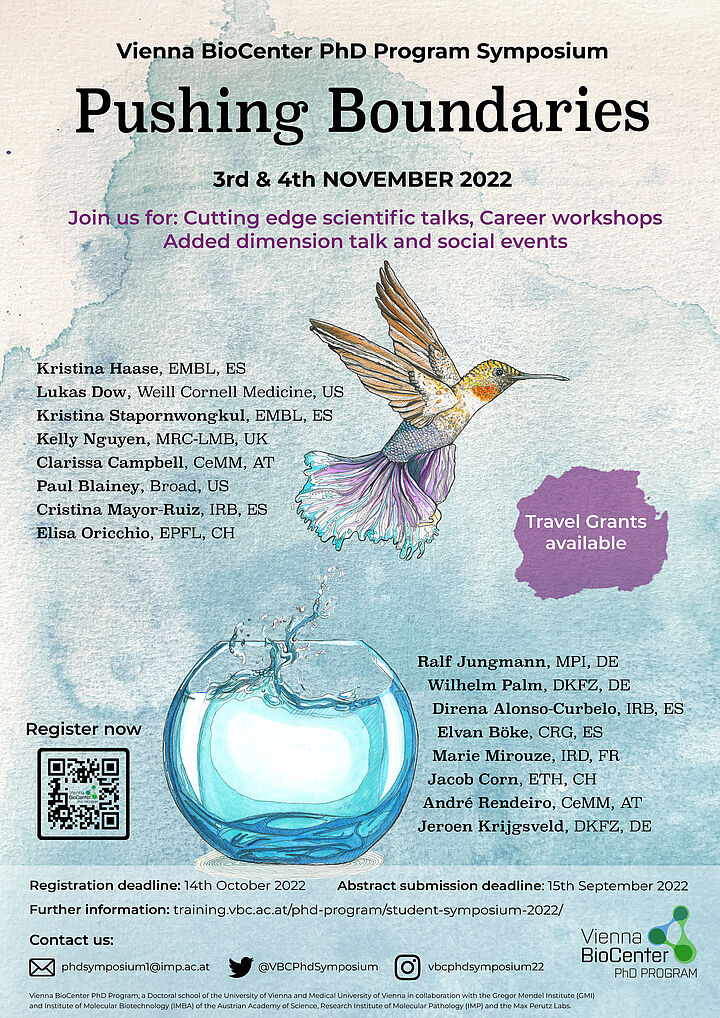 Vienna BioCenter PhD Program Symposium
Pushing Boundaries
3rd & 4th NOVEMBER 2022
Join us for: Cutting edge scientific talks, Career workshops
Added dimension talk and social events
Kristina Haase, EMBL, ES
Lukas Dow, Weill Cornell Medicine, US
Kristina Stapornwongkul, EMBL, ES
Kelly Nguyen, MRC-LMB, UK
Clarissa Campbell, CeMM, AT
Paul Blainey, Broad, US
Cristina Mayor-Ruiz, IRB, ES
Elisa Oricchio, EPFL, CH
Travel Grants
available
Ralf Jungmann, MPI, DE
Wilhelm Palm, DKFZ, DE
Direna Alonso-Curbelo, IRB, ES
Elvan Böke, CRG, ES
Marie Mirouze, IRD, FR
Jacob Corn, ETH, CH
André Rendeiro, CeMM, AT
Jeroen Krijgsveld, DKFZ, DE
Register now
Vienna
BioCenter
PhD PROGRAM
Registration deadline: 14th October 2022 Abstract submission deadline: 15th September 2022
Further information: training.vbc.ac.at/phd-program/student-symposium-2022/
Contact us:
phdsymposium1@imp.ac.at @VBCPhdSymposium vbcphdsymposium22
Vienna
BioCenter
PhD PROGRAM
Vienna BioCenter PhD Program, a Doctoral school of the University of Vienna and Medical University of Vienna in collaboration with the Gregor Mendel Institute (GMI)
and Institute of Molecular Biotechnology (IMBA) of the Austrian Academy of Science, Research Institute of Molecular Pathology (IMP) and the Max Perutz Labs.